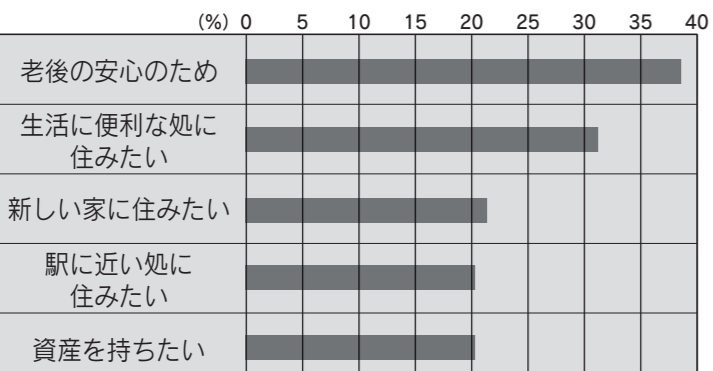 (%) 0 5 10 15 20 25 30 35 40
老後の安心のため
生活に便利な処に
住みたい
新しい家に住みたい
駅に近い処に
住みたい
資産を持ちたい